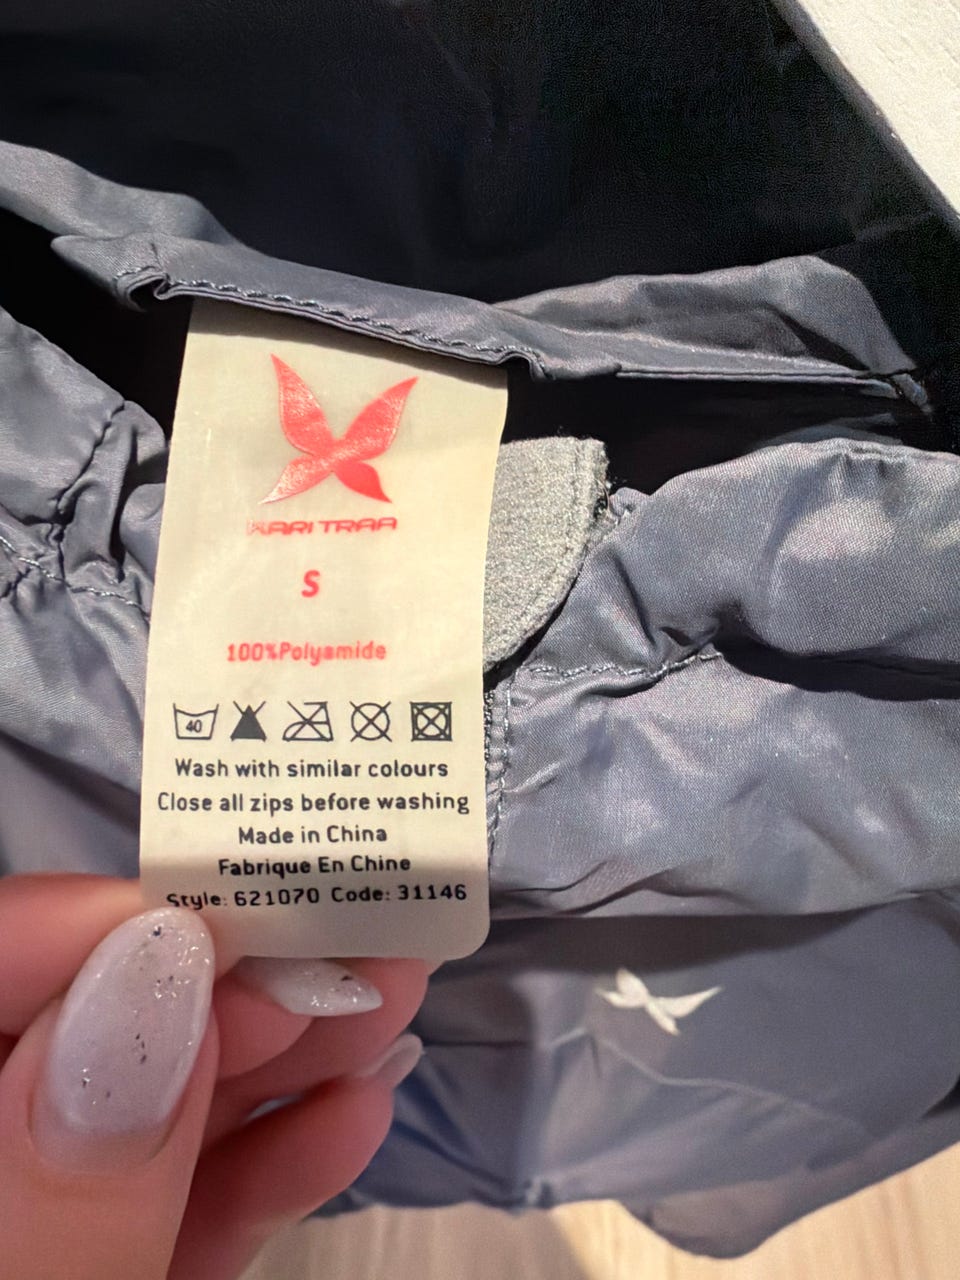 KARI TRAA
S
100%Polyamide
40
Wash with similar colours
Close all zips before washing
Made in China
Fabrique En Chine
Style: 621070 Code: 31146